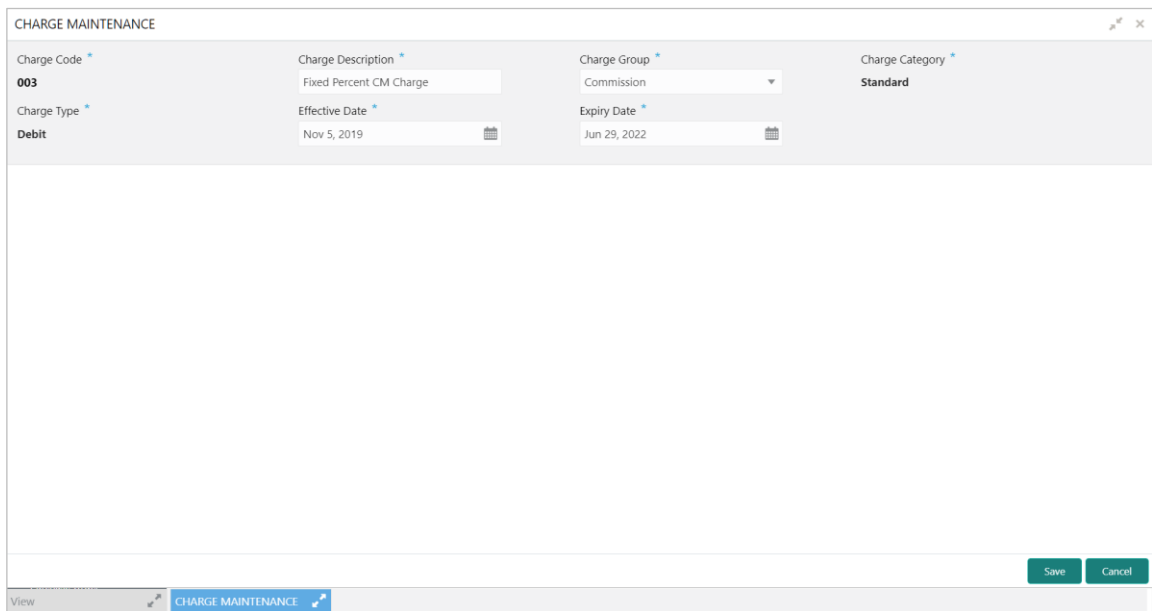 CHARGE MAINTENANCE
Charge Code * Charge Description * Charge Group * Charge Category *
003 Fixed Percent CM Charge Commission Standard
Charge Type * Effective Date * Expiry Date *
Debit Nov 5, 2019 Jun 29, 2022
Save Cancel
View CHARGE MAINTENANCE